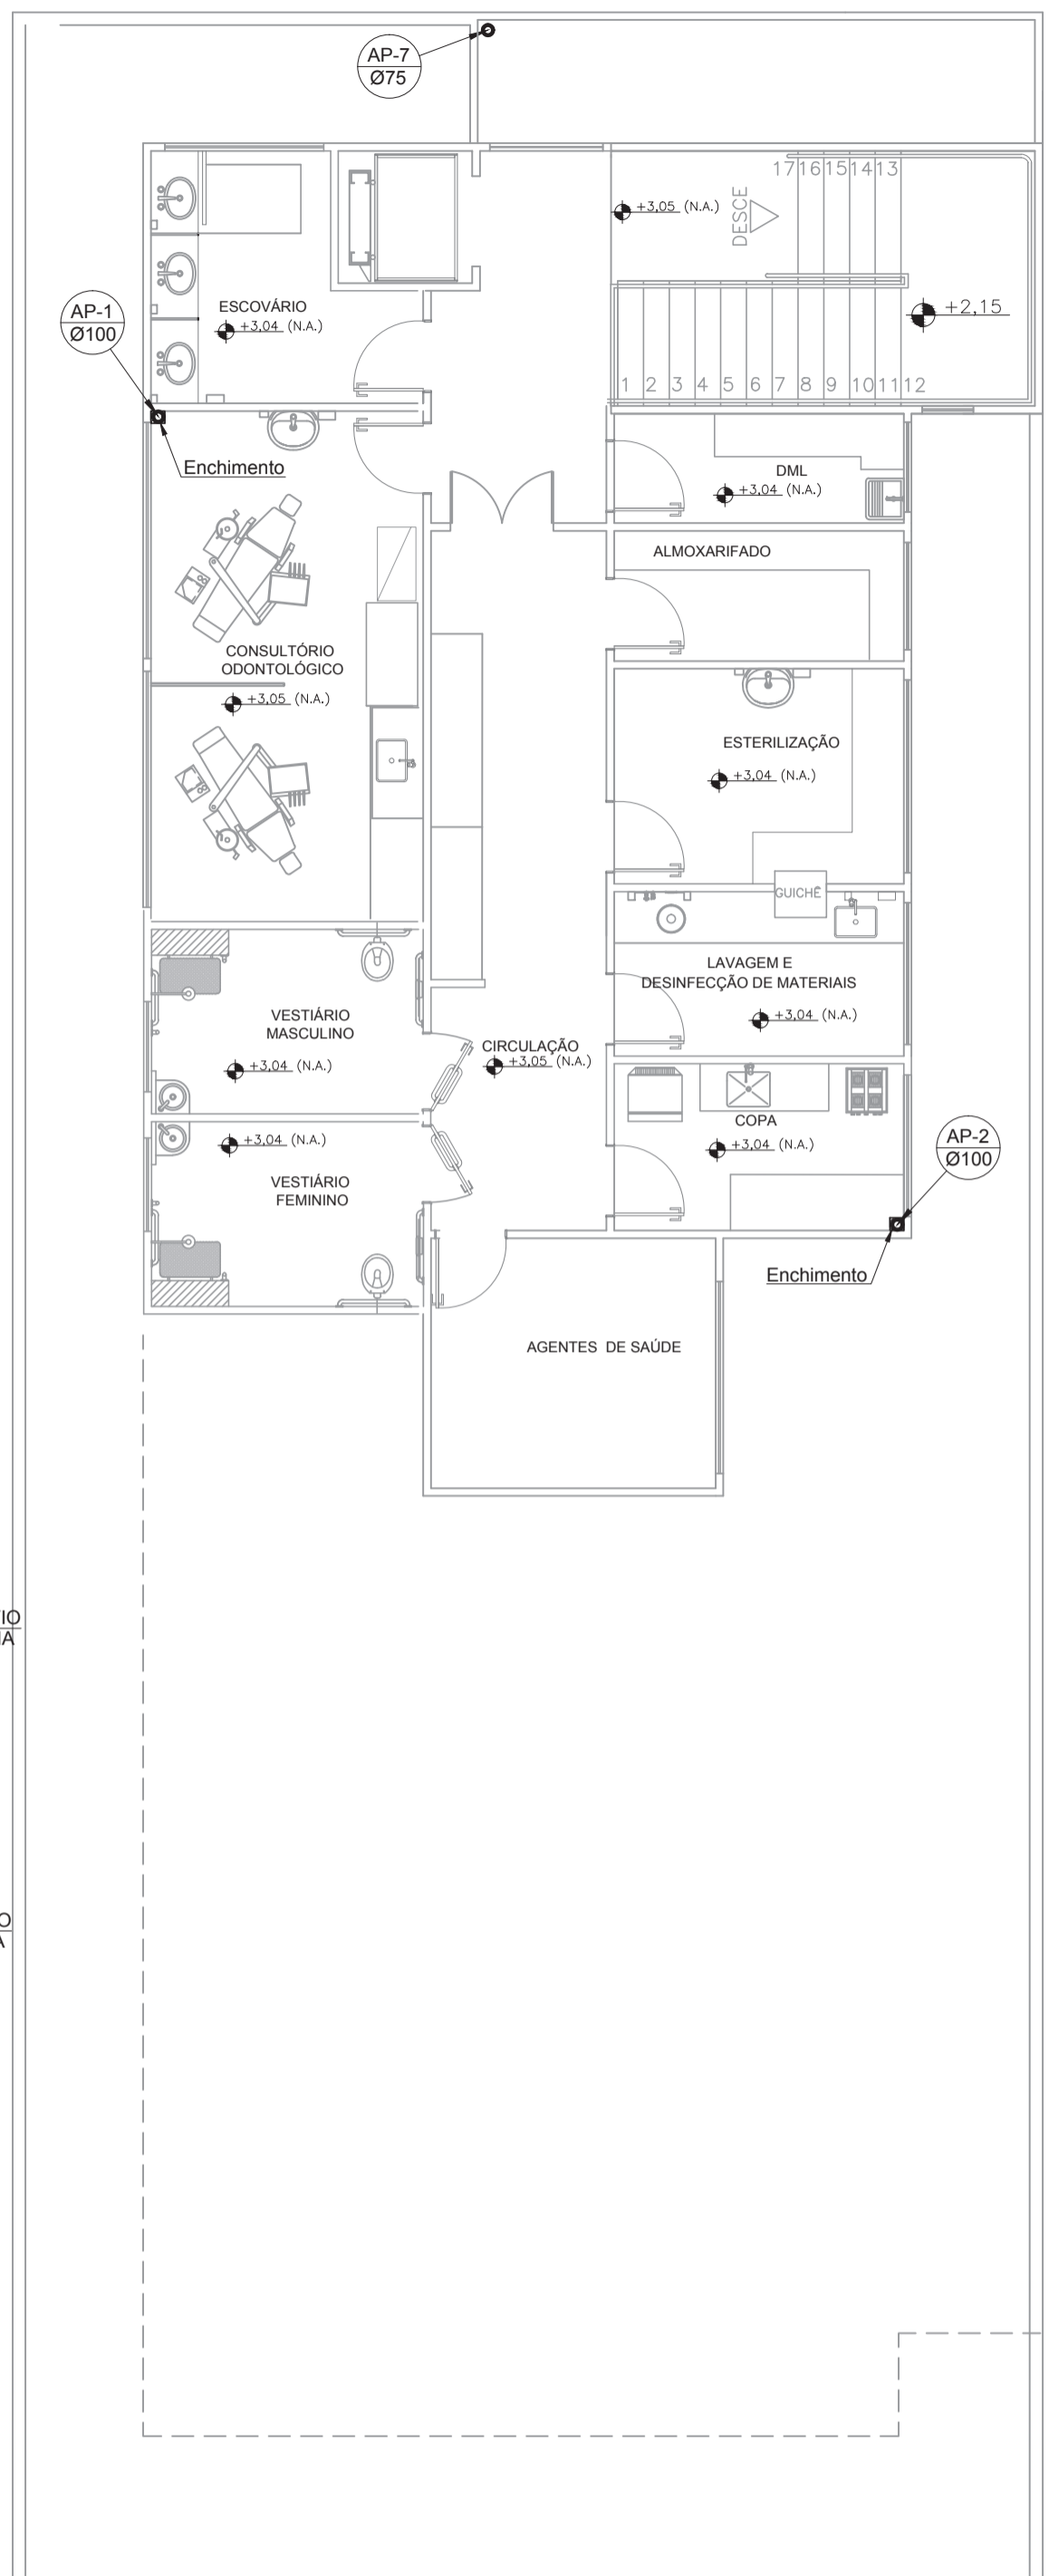 AP-7
Ø75
17 16 15 14 13
DESCE
+3,05 (N.A.)
ESCOVÁRIO
+3,04 (N.A.)
AP-1
Ø100
+2,15
1 2 3 4 5 6 7 8 9 10 11 12
Enchimento
DML
+3,04 (N.A.)
ALMOXARIFADO
CONSULTÓRIO
ODONTOLÓGICO
+3,05 (N.A.)
ESTERILIZAÇÃO
+3,04 (N.A.)
GUICHÊ
LAVAGEM E
DESINFECÇÃO DE MATERIAIS
+3,04 (N.A.)
VESTIÁRIO
MASCULINO
+3,04 (N.A.)
CIRCULAÇÃO
+3,05 (N.A.)
COPA
+3,04 (N.A.)
AP-2
Ø100
+3,04 (N.A.)
VESTIÁRIO
FEMININO
Enchimento
AGENTES DE SAÚDE